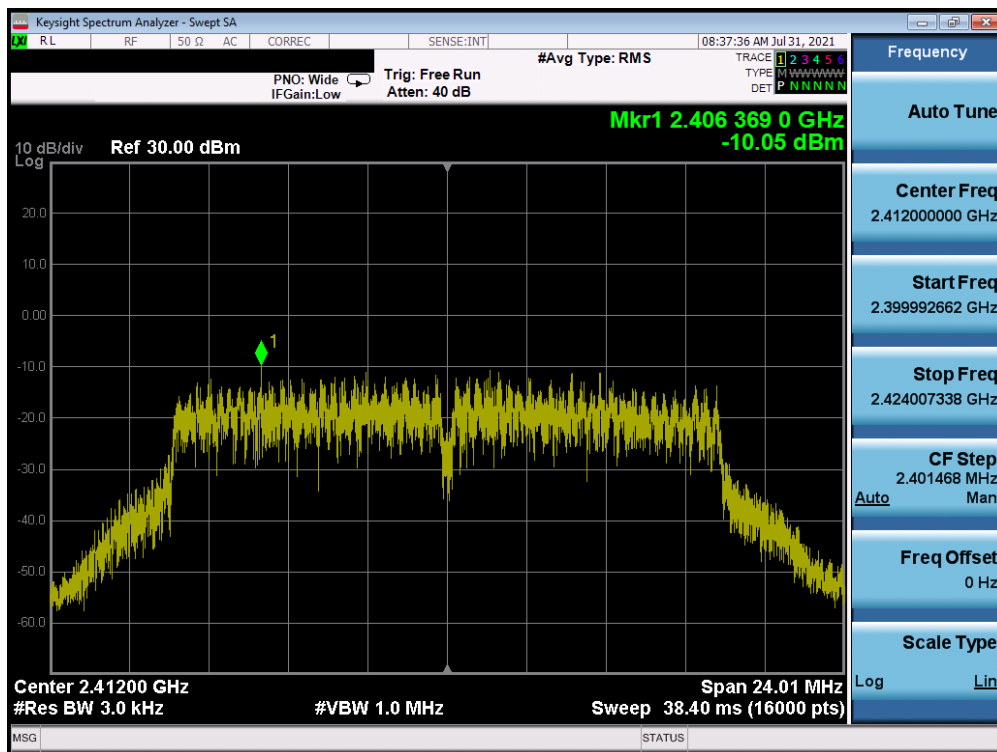 Keysight Spectrum Analyzer - Swept SA
LXI RL RF 50 Ω AC CORREC SENSE:INT 08:37:36 AM Jul 31, 2021
#Avg Type: RMS
TRACE 1 2 3 4 5 6
PNO: Wide Trig: Free Run
TYPE M W W W W W
IFGain:Low Atten: 40 dB
DET P N N N N N
Mkr1 2.406 369 0 GHz
-10.05 dBm
10 dB/div Ref 30.00 dBm
Log
20.0
10.0
0.00
1
-10.0
-20.0
-30.0
-40.0
-50.0
-60.0
Center 2.41200 GHz Span 24.01 MHz
#Res BW 3.0 kHz #VBW 1.0 MHz Sweep 38.40 ms (16000 pts)
MSG STATUS
Frequency
Auto Tune
Center Freq
2.412000000 GHz
Start Freq
2.399992662 GHz
Stop Freq
2.424007338 GHz
CF Step
2.401468 MHz
Auto Man
Freq Offset
0 Hz
Scale Type
Log Lin